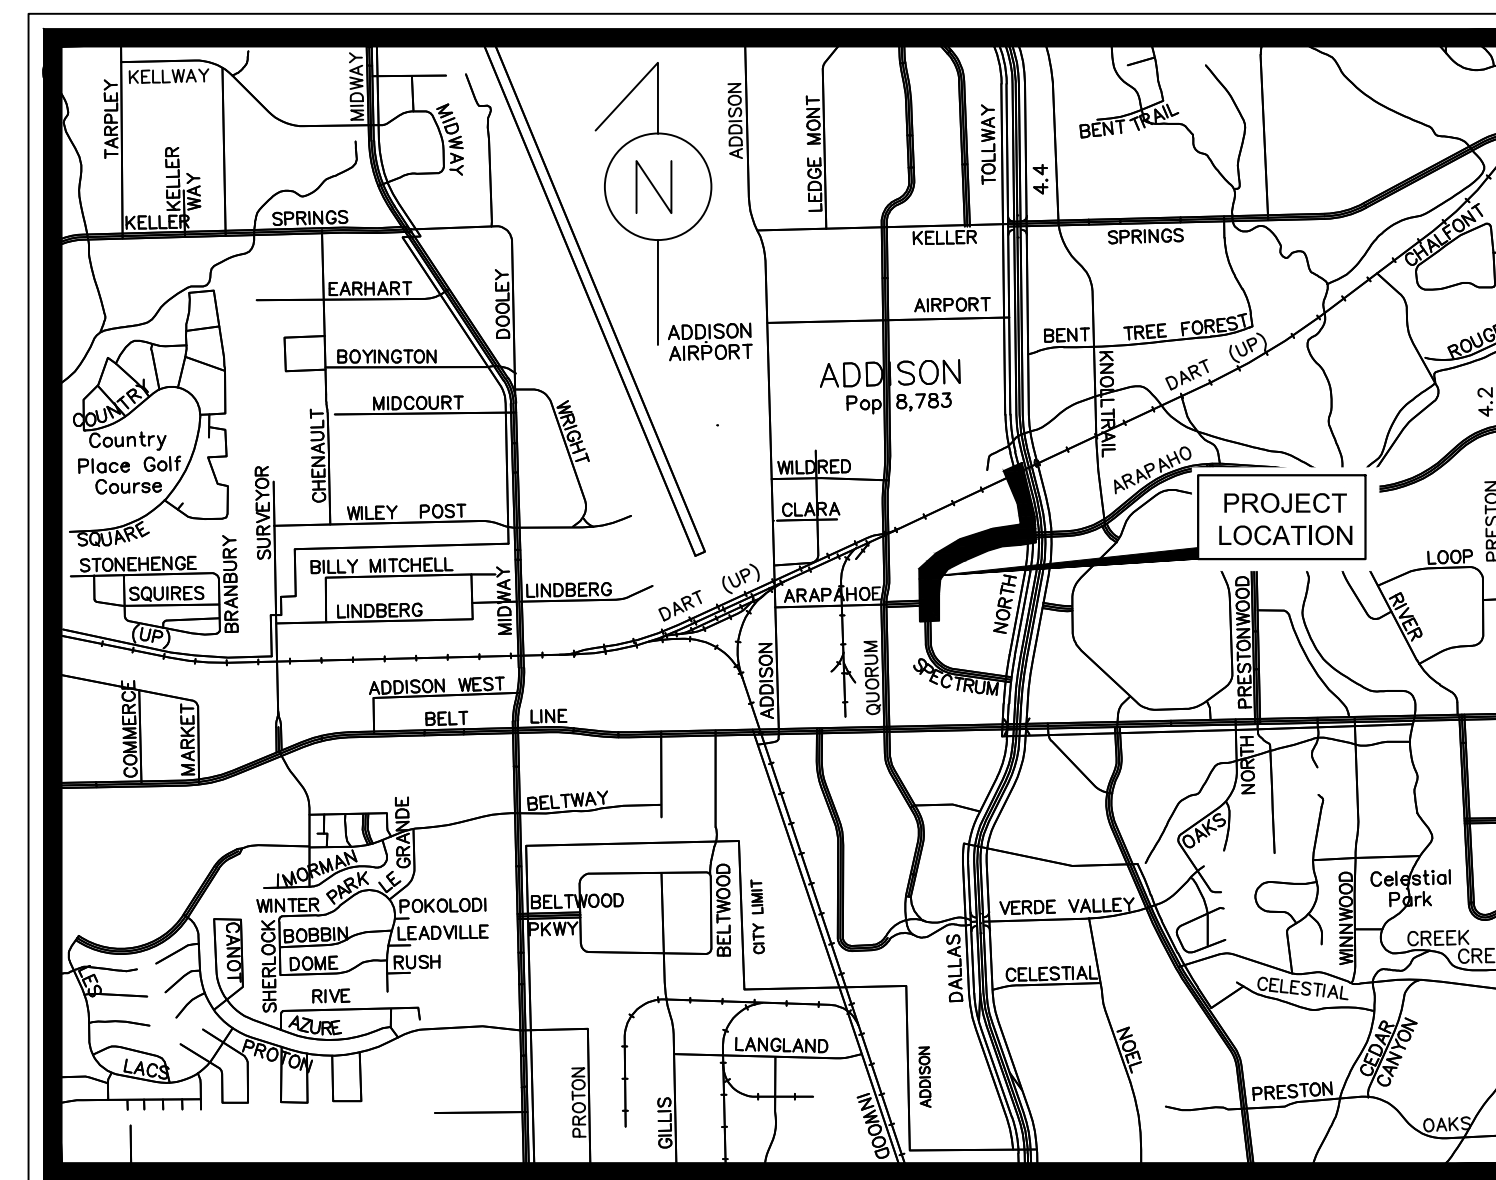 KELLWAY
TARPLEY
MIDWAY
MIDWAY
KELLER
WAY
KELLER
SPRINGS
ADDISON
LEDGE MONT
TOLLWAY
4.4
BENT TRAIL
N
KELLER
SPRINGS
CHALFONT
EARHART
DOOLEY
AIRPORT
ADDISON
AIRPORT
BENT
TREE FOREST
BOYINGTON
ADDISON
Pop. 8,783
DART (UP)
KNOLL TRAIL
4.2
MIDCOURT
WRIGHT
COUNTRY
Country
Place Golf
Course
CHENAULT
SURVEYOR
WILDRED
CLARA
ARAPAHO
PROJECT
LOCATION
PRESTON
WILEY POST
SQUARE
STONEHENGE
SQUIRES
BRANBURY
(UP)
BILLY MITCHELL
LINDBERG
LINDBERG
MIDWAY
DART (UP)
ARAPAHOE
NORTH
PRESTONWOOD
LOOP
RIVER
ADDISON
QUORUM
SPECTRUM
ADDISON WEST
BELT
LINE
COMMERCE
MARKET
NORTH
BELTWAY
GRANDE
OAKS
MORMAN
PARK
LE
WINTER
POKOLODI
BOBBIN
LEADVILLE
DOME
RUSH
RIVE
AZURE
CANOT
SHERLOCK
BELTWOOD
PKWY
BELTWOOD
CITY LIMIT
VERDE VALLEY
Celestial
Park
WINNWOOD
CREEK
CRE
DALLAS
CELESTIAL
CELESTIAL
LES
LACS
PROTON
LANGLAND
PROTON
GILLIS
INWOOD
ADDISON
NOEL
CEDAR
CANYON
PRESTON
OAKS